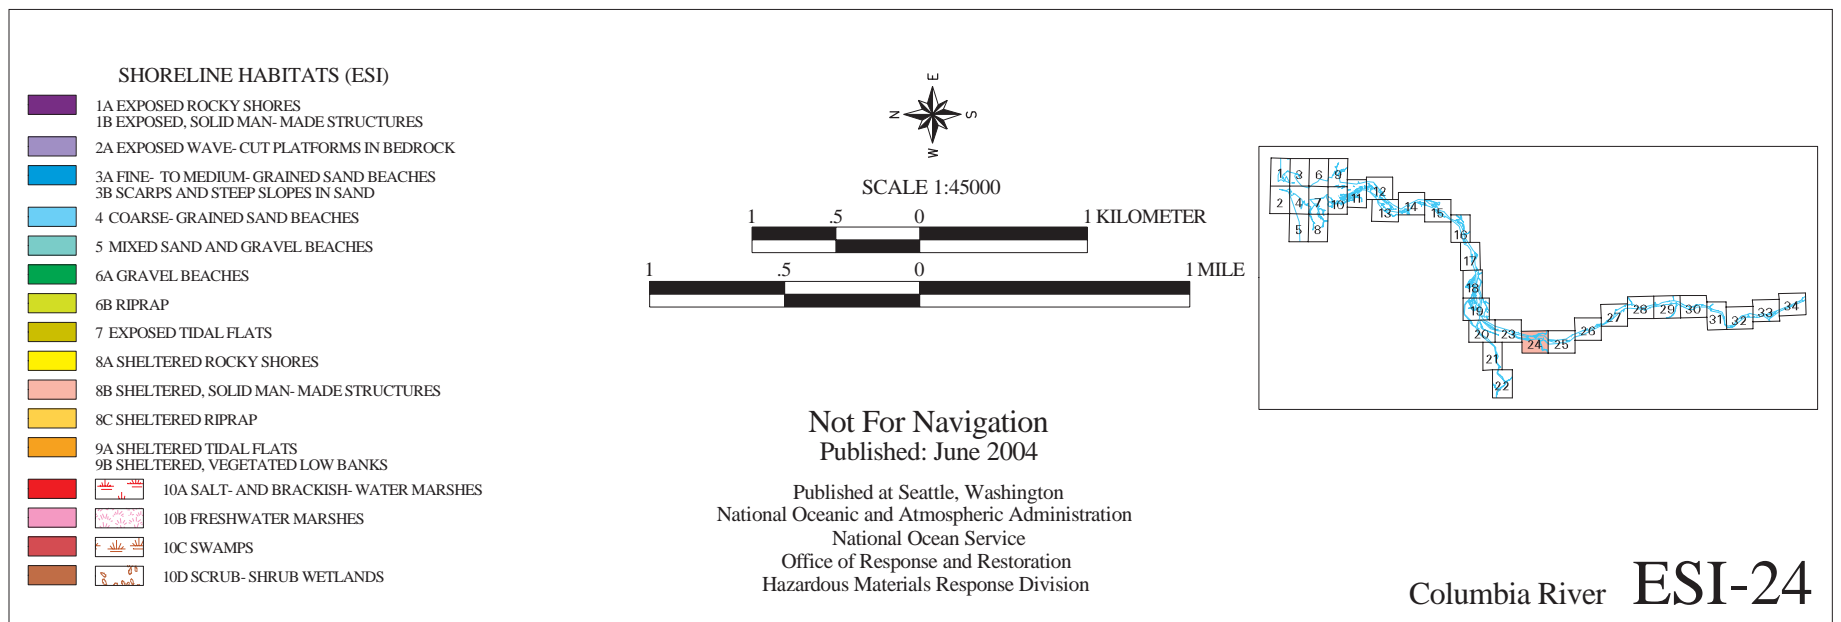 SHORELINE HABITATS (ESI)
1A EXPOSED ROCKY SHORES
1B EXPOSED, SOLID MAN- MADE STRUCTURES
2A EXPOSED WAVE- CUT PLATFORMS IN BEDROCK
3A FINE- TO MEDIUM- GRAINED SAND BEACHES
3B SCARPS AND STEEP SLOPES IN SAND
4 COARSE- GRAINED SAND BEACHES
5 MIXED SAND AND GRAVEL BEACHES
6A GRAVEL BEACHES
6B RIPRAP
7 EXPOSED TIDAL FLATS
8A SHELTERED ROCKY SHORES
8B SHELTERED, SOLID MAN- MADE STRUCTURES
8C SHELTERED RIPRAP
9A SHELTERED TIDAL FLATS
9B SHELTERED, VEGETATED LOW BANKS
10A SALT- AND BRACKISH- WATER MARSHES
10B FRESHWATER MARSHES
10C SWAMPS
10D SCRUB- SHRUB WETLANDS
E
N S
W
SCALE 1:45000
1 .5 0 1 KILOMETER
1 .5 0 1 MILE
Not For Navigation
Published: June 2004
Published at Seattle, Washington
National Oceanic and Atmospheric Administration
National Ocean Service
Office of Response and Restoration
Hazardous Materials Response Division
1 3 6 9
2 4 7 10 11 12
5 8 13 14 15
16
17
18
19
20 23 24 25 26 27 28 29 30 31 32 33 34
21
22
Columbia River ESI-24